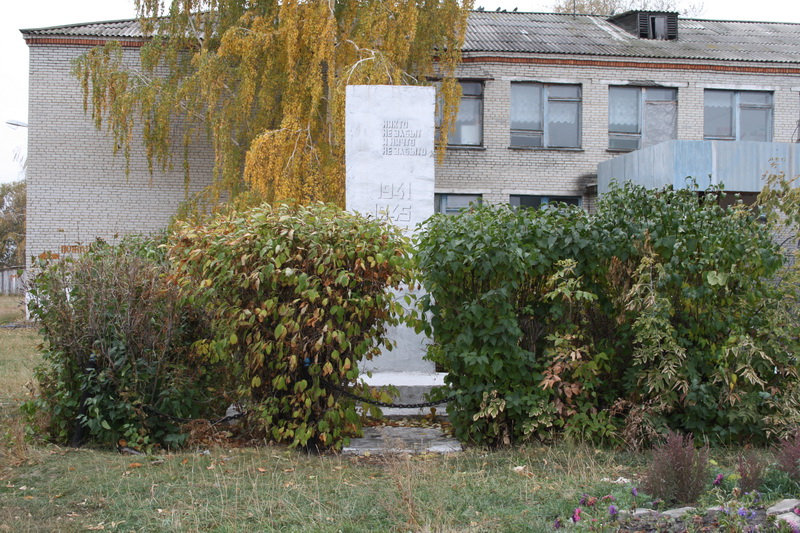 НИКТО
НЕ ЗАБЫТ
И НИЧТО
НЕ ЗАБЫТО
1941
1945